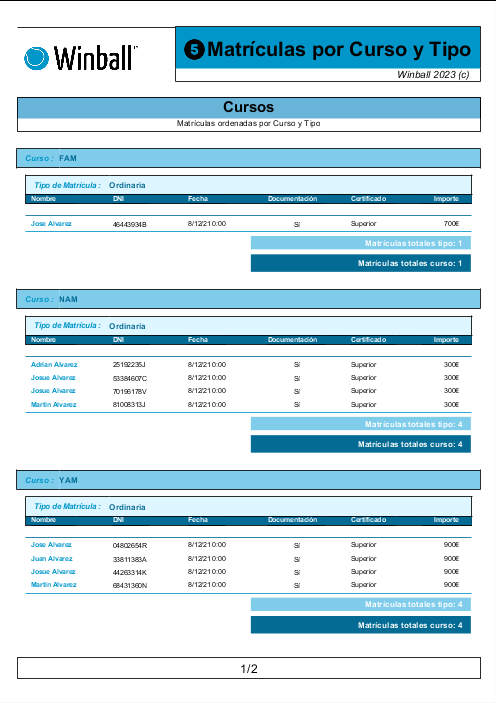 Winball
5 Matrículas por Curso y Tipo
Winball 2023 (c)
Cursos
Matrículas ordenadas por Curso y Tipo
Curso : FAM
Tipo de Matrícula : Ordinaria
Nombre DNI Fecha Documentación Certificado Importe
Jose Alvarez 46443934B 8/12/21 0:00 Sí Superior 700€
Matrículas totales tipo: 1
Matrículas totales curso: 1
Curso : NAM
Tipo de Matrícula : Ordinaria
Nombre DNI Fecha Documentación Certificado Importe
Adrian Alvarez 25192235J 8/12/21 0:00 Sí Superior 300€
Josue Alvarez 53384607C 8/12/21 0:00 Sí Superior 300€
Josue Alvarez 70196178V 8/12/21 0:00 Sí Superior 300€
Martin Alvarez 81008313J 8/12/21 0:00 Sí Superior 300€
Matrículas totales tipo: 4
Matrículas totales curso: 4
Curso : YAM
Tipo de Matrícula : Ordinaria
Nombre DNI Fecha Documentación Certificado Importe
Jose Alvarez 04802654R 8/12/21 0:00 Sí Superior 900€
Juan Alvarez 33811383A 8/12/21 0:00 Sí Superior 900€
Josue Alvarez 44263314K 8/12/21 0:00 Sí Superior 900€
Martin Alvarez 68431360N 8/12/21 0:00 Sí Superior 900€
Matrículas totales tipo: 4
Matrículas totales curso: 4
1/2